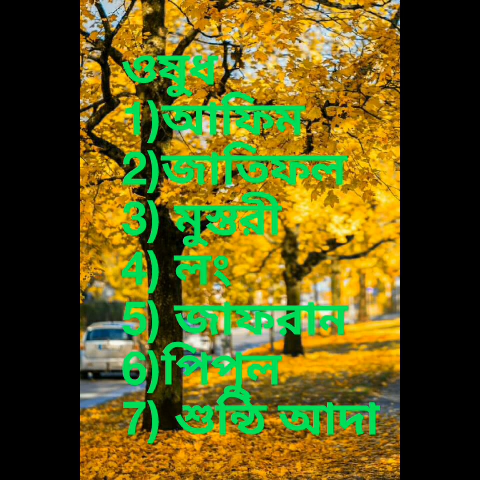 ওষুধ
1)আফিম
2)জাতিফল
3) মুস্তরী
4) লং
5) জাফরান
6)পিপুল
7) শুন্ঠি আদা